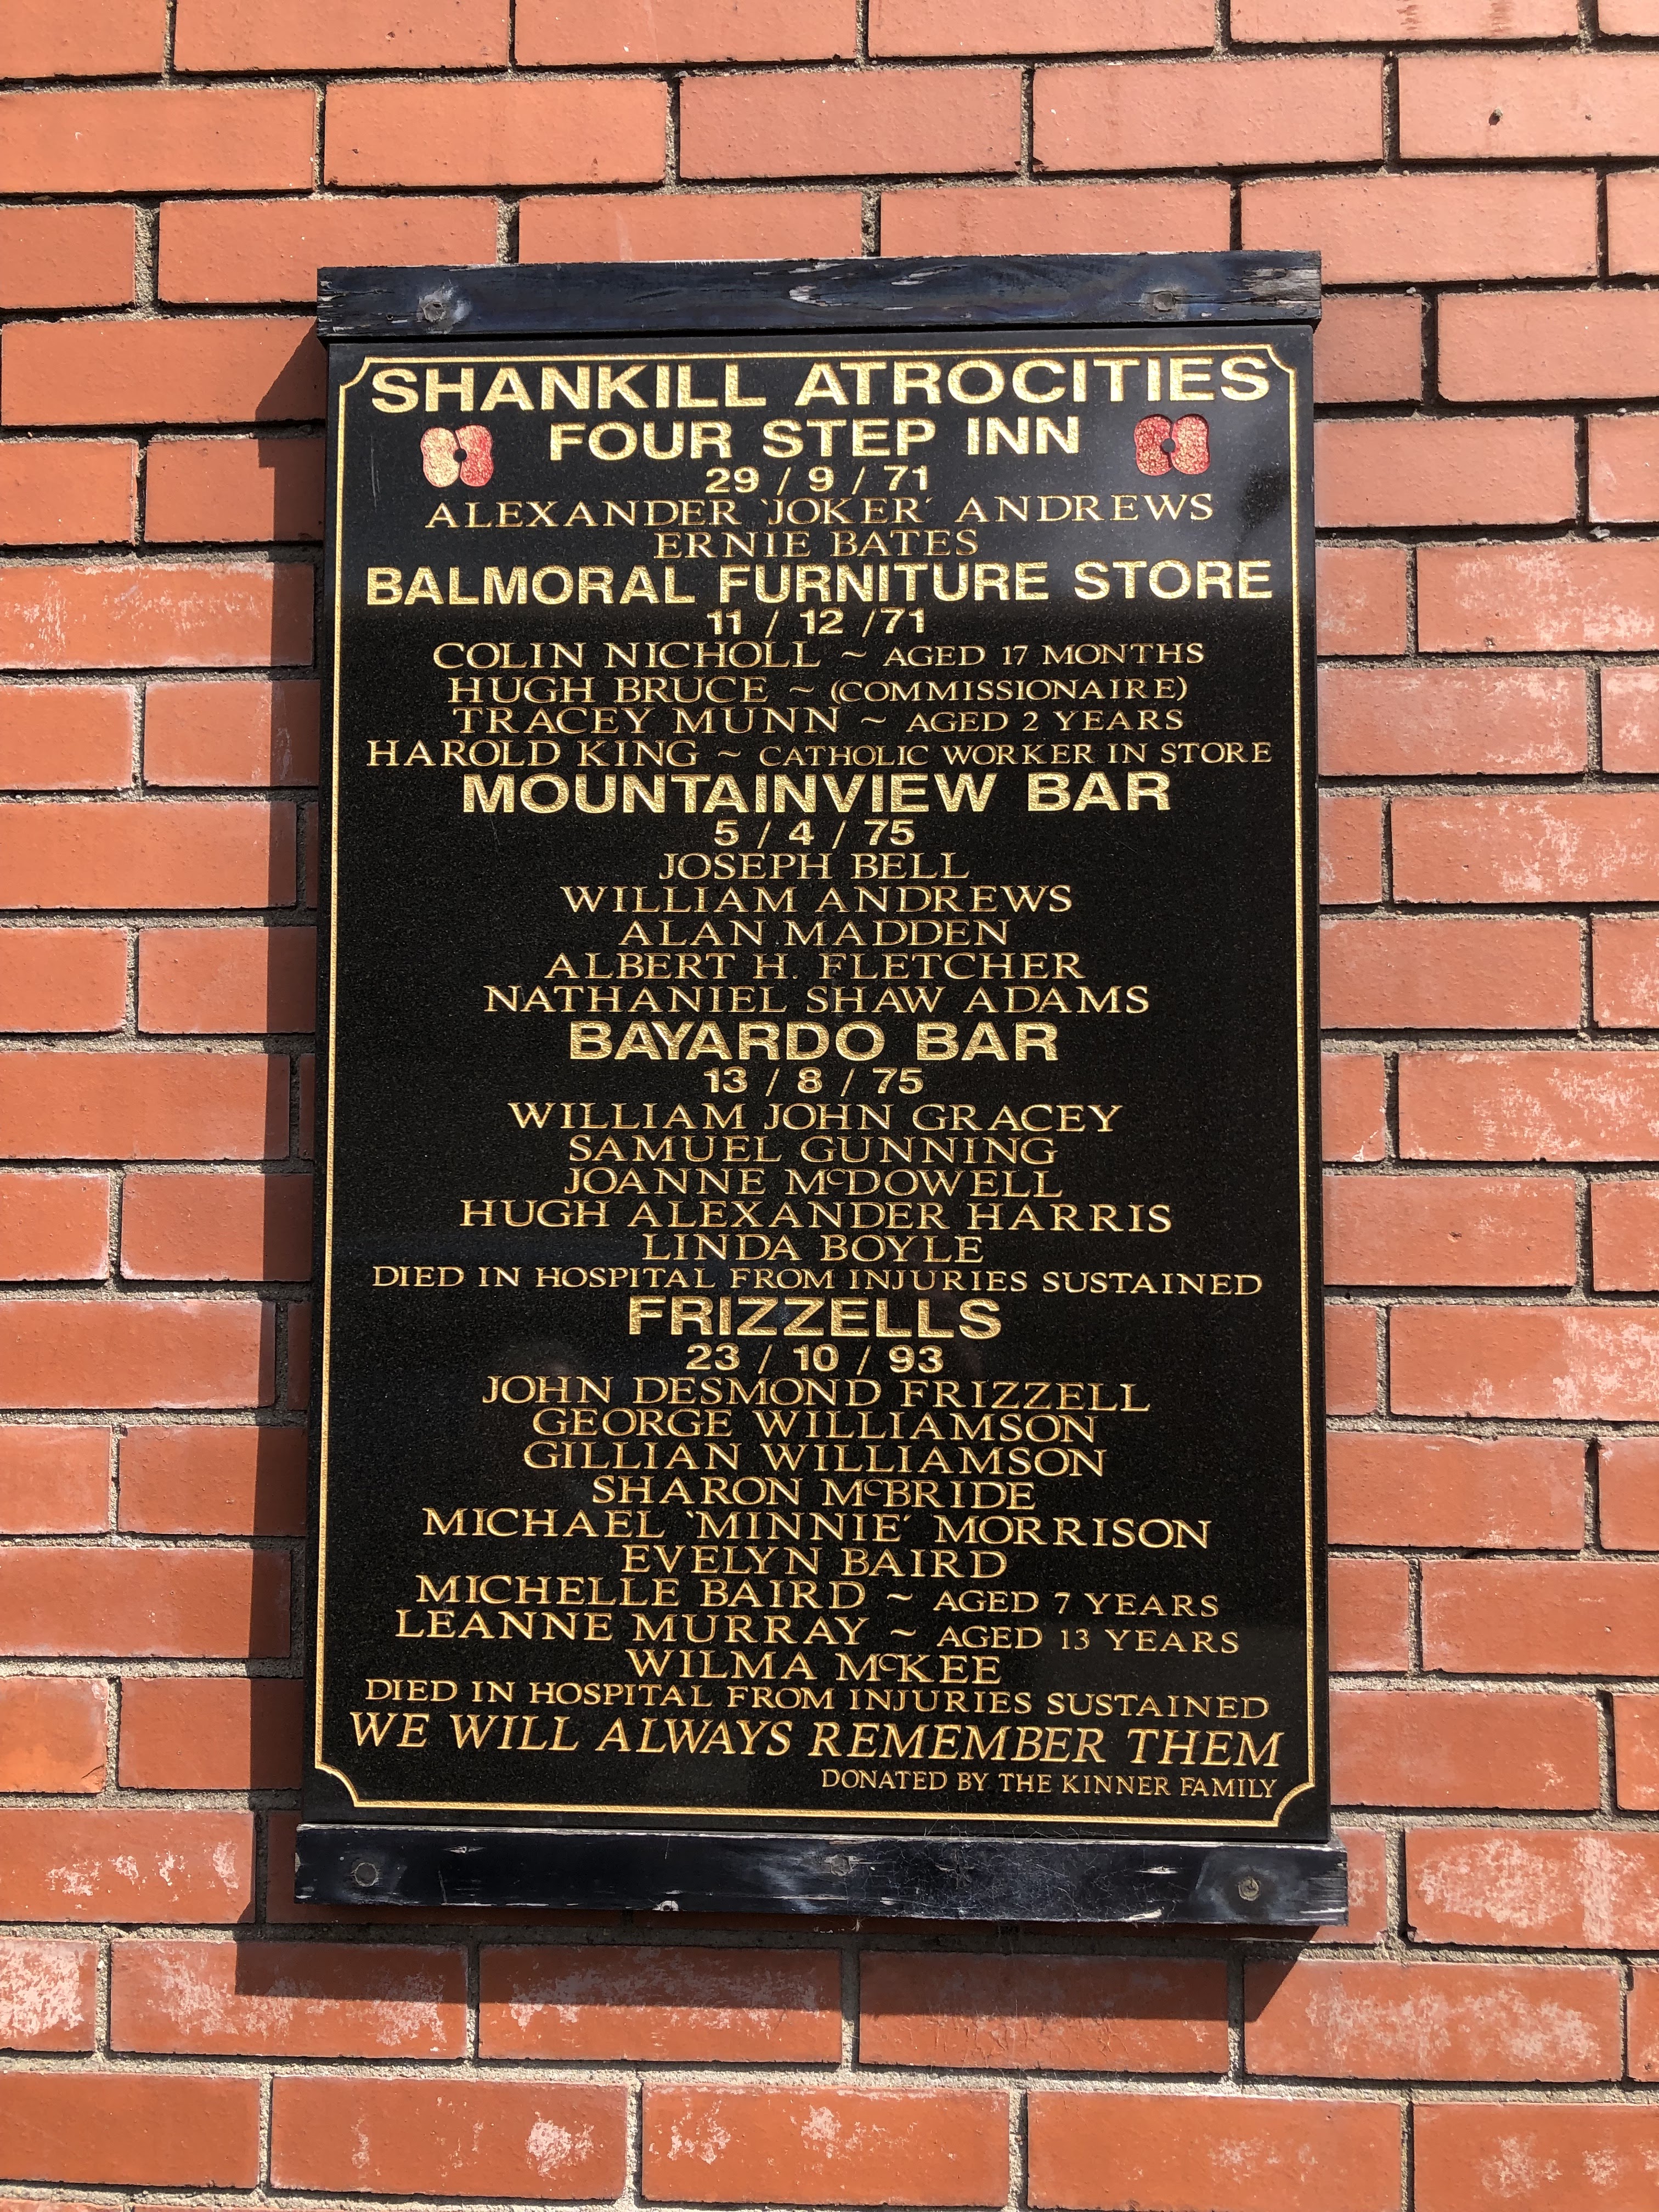 SHANKILL ATROCITIES
FOUR STEP INN
29 / 9 / 71
ALEXANDER 'JOKER' ANDREWS
ERNIE BATES
BALMORAL FURNITURE STORE
11 / 12 /71
COLIN NICHOLL ~ AGED 17 MONTHS
HUGH BRUCE ~ (COMMISSIONAIRE)
TRACEY MUNN ~ AGED 2 YEARS
HAROLD KING ~ CATHOLIC WORKER IN STORE
MOUNTAINVIEW BAR
5 / 4 / 75
JOSEPH BELL
WILLIAM ANDREWS
ALAN MADDEN
ALBERT H. FLETCHER
NATHANIEL SHAW ADAMS
BAYARDO BAR
13 / 8 / 75
WILLIAM JOHN GRACEY
SAMUEL GUNNING
JOANNE McDOWELL
HUGH ALEXANDER HARRIS
LINDA BOYLE
DIED IN HOSPITAL FROM INJURIES SUSTAINED
FRIZZELLS
23 / 10 / 93
JOHN DESMOND FRIZZELL
GEORGE WILLIAMSON
GILLIAN WILLIAMSON
SHARON McBRIDE
MICHAEL 'MINNIE' MORRISON
EVELYN BAIRD
MICHELLE BAIRD ~ AGED 7 YEARS
LEANNE MURRAY ~ AGED 13 YEARS
WILMA McKEE
DIED IN HOSPITAL FROM INJURIES SUSTAINED
WE WILL ALWAYS REMEMBER THEM
DONATED BY THE KINNER FAMILY